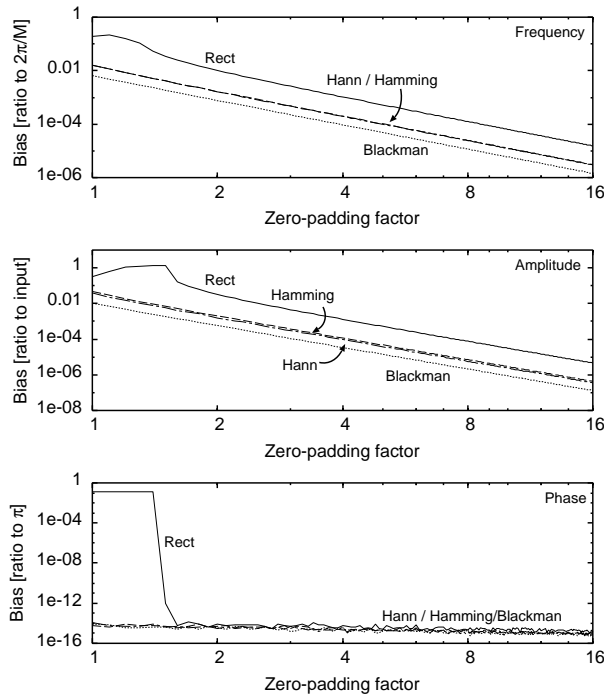 Bias [ratio to 2π/M]
1
0.01
1e-04
1e-06
Frequency
Rect
Hann / Hamming
Blackman
1
2
4
8
16
Zero-padding factor
Bias [ratio to input]
1
0.01
1e-04
1e-06
1e-08
Amplitude
Rect
Hamming
Hann
Blackman
1
2
4
8
16
Zero-padding factor
Bias [ratio to π]
1
1e-04
1e-08
1e-12
1e-16
Phase
Rect
Hann / Hamming/Blackman
1
2
4
8
16
Zero-padding factor